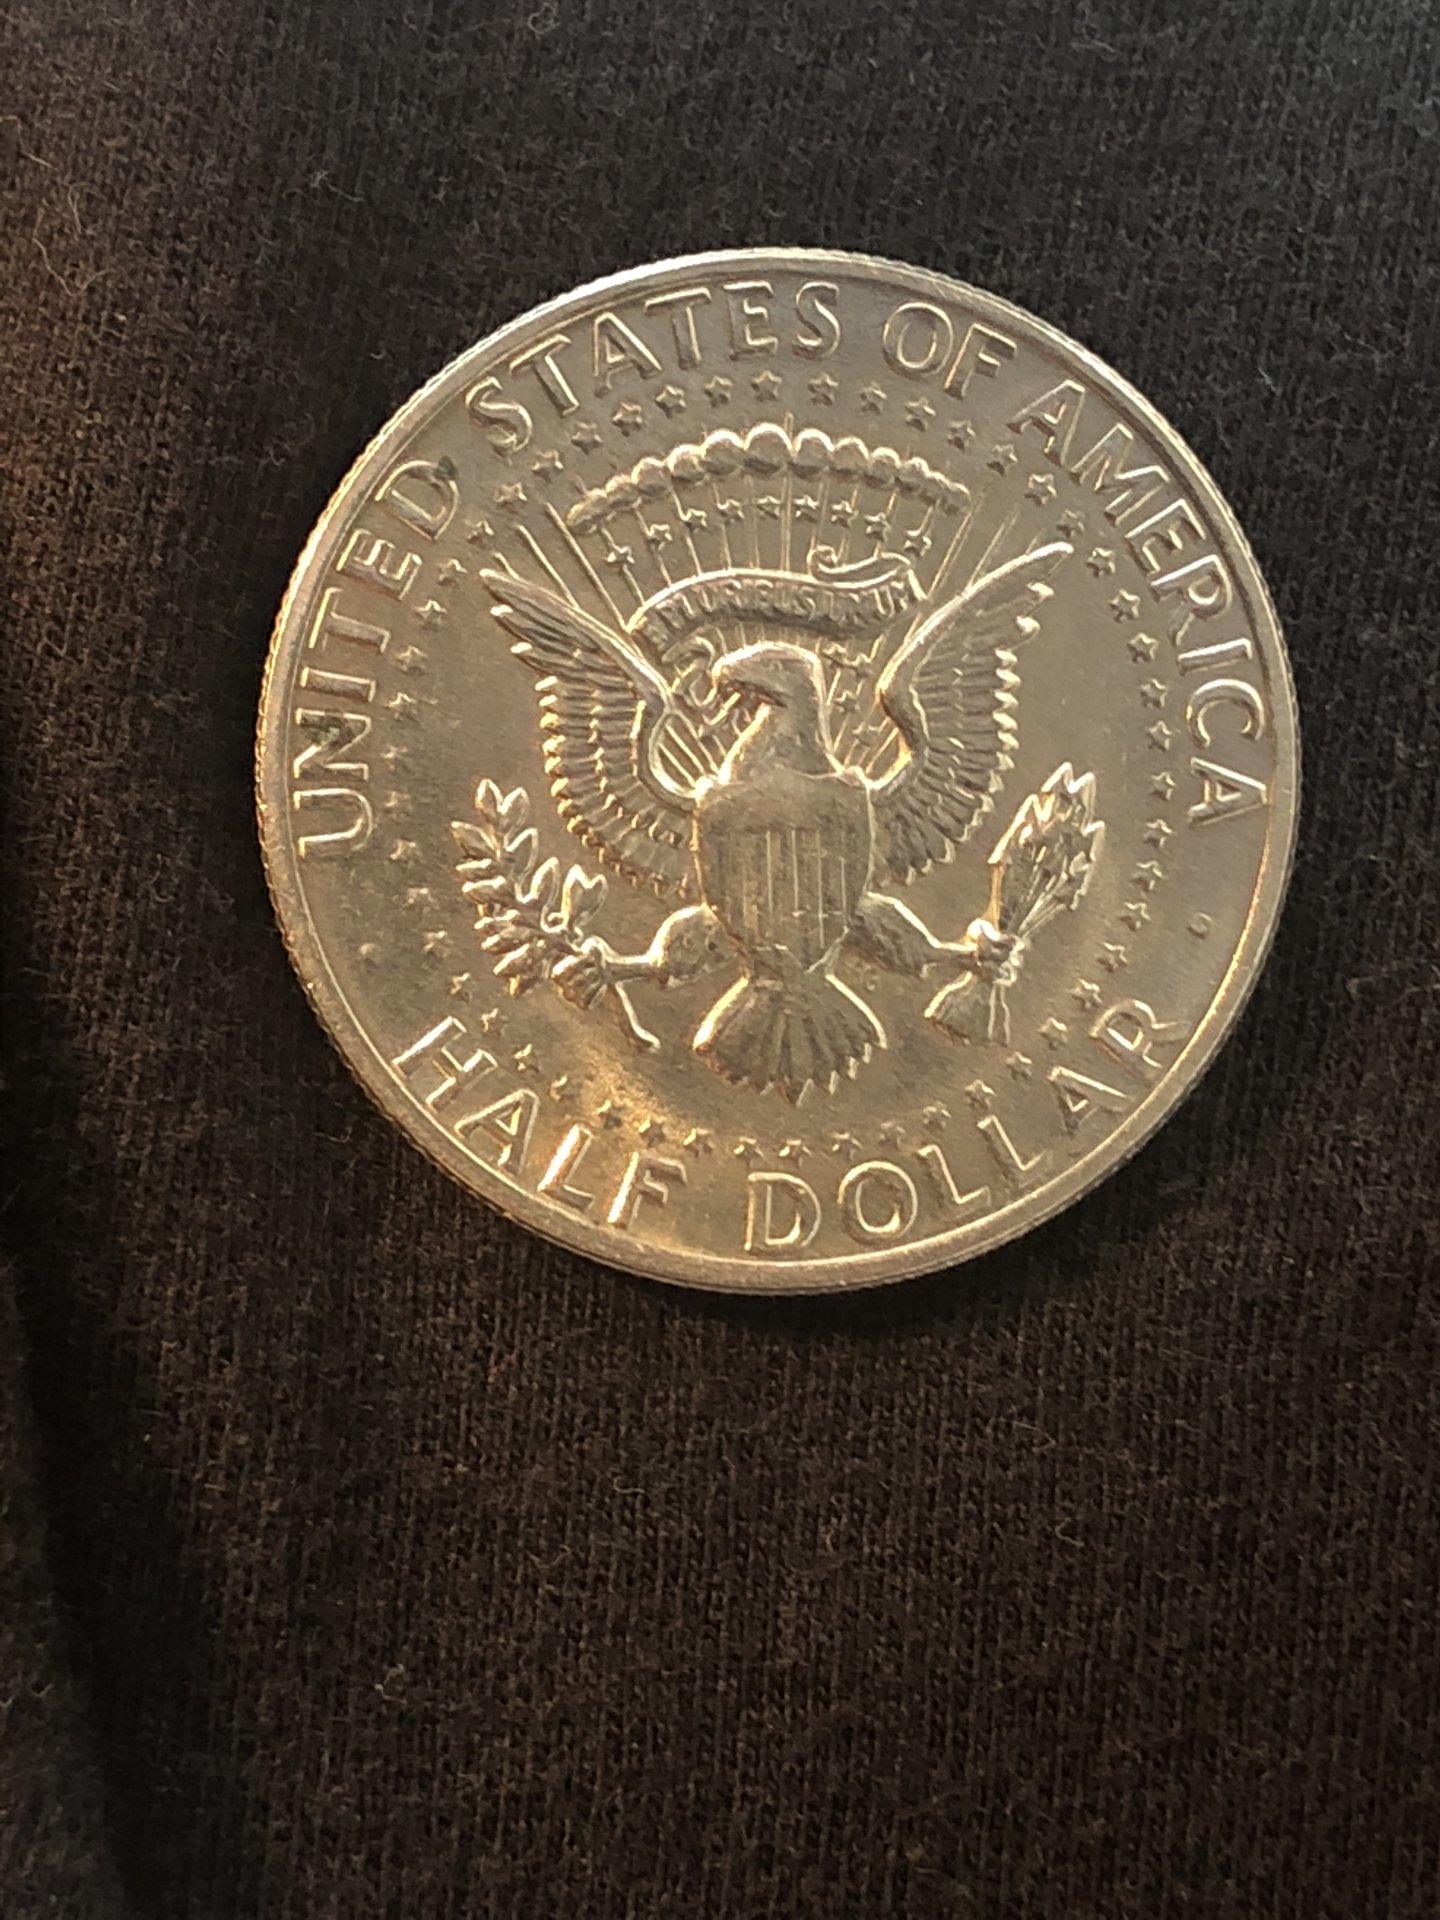 UNITED STATES OF AMERICA
E PLURIBUS UNUM
HALF DOLLAR